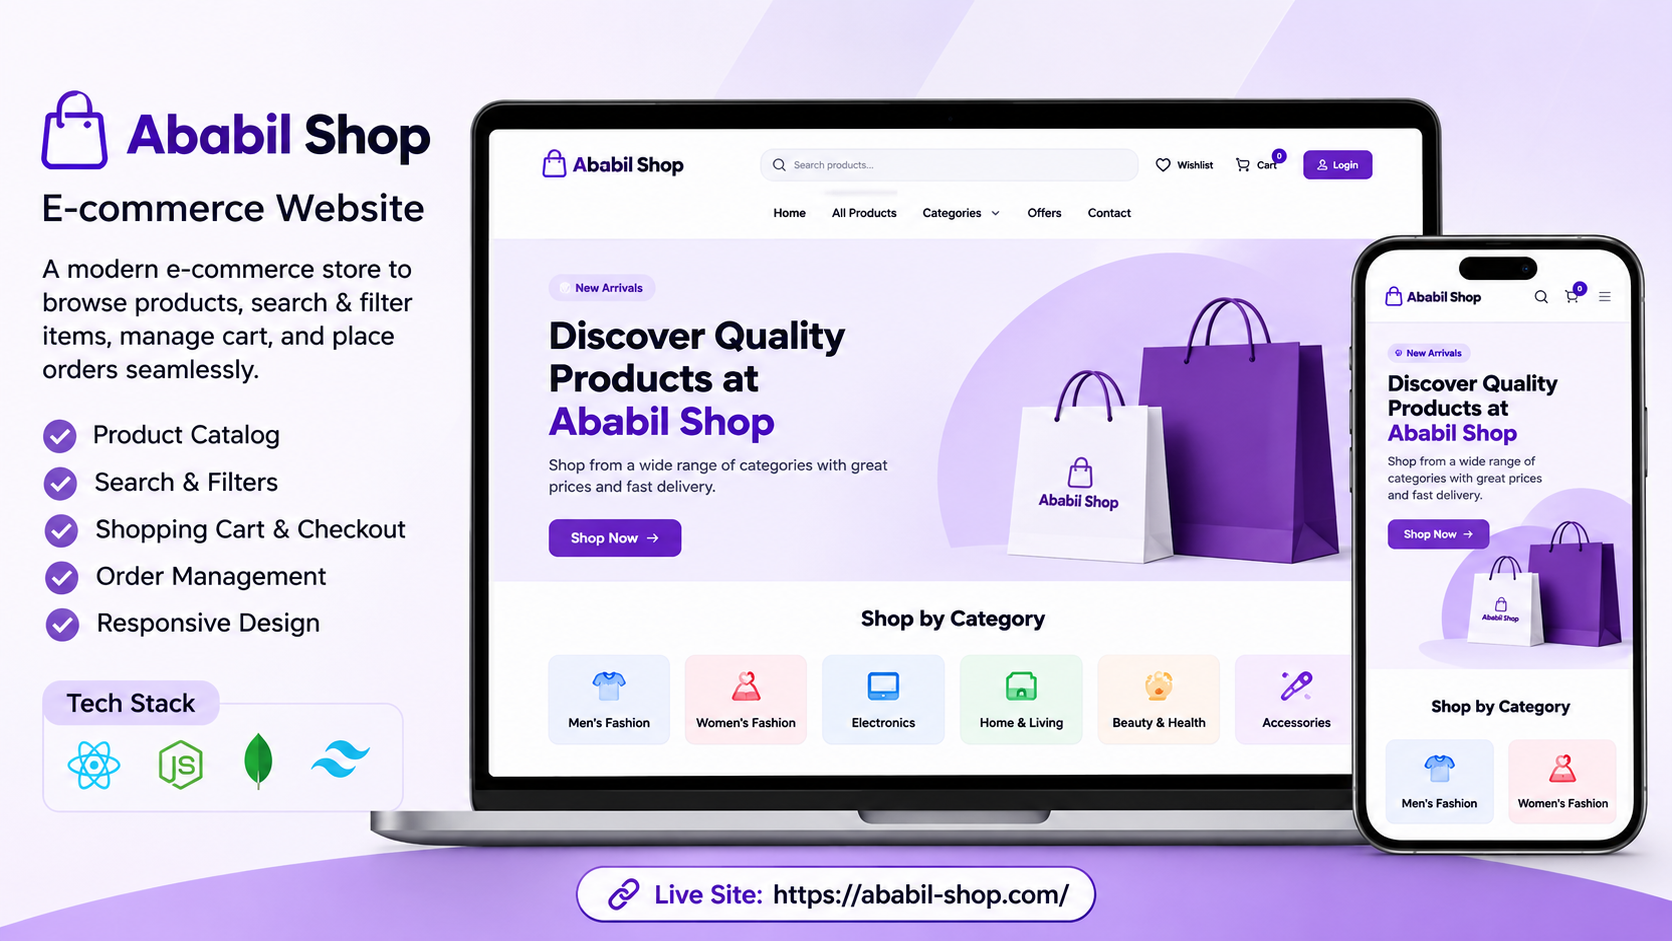 Ababil Shop
E-commerce Website
A modern e-commerce store to
browse products, search & filter
items, manage cart, and place
orders seamlessly.
Product Catalog
Search & Filters
Shopping Cart & Checkout
Order Management
Responsive Design
Tech Stack
JS
Ababil Shop
Search products...
Wishlist
Cart
0
Login
Home
All Products
Categories
Offers
Contact
New Arrivals
Discover Quality
Products at
Ababil Shop
Shop from a wide range of categories with great
prices and fast delivery.
Shop Now →
Ababil Shop
Shop by Category
Men's Fashion
Women's Fashion
Electronics
Home & Living
Beauty & Health
Accessories
Ababil Shop
0
New Arrivals
Discover Quality
Products at
Ababil Shop
Shop from a wide range of
categories with great prices
and fast delivery.
Shop Now →
Ababil Shop
Shop by Category
Men's Fashion
Women's Fashion
Live Site: https://ababil-shop.com/